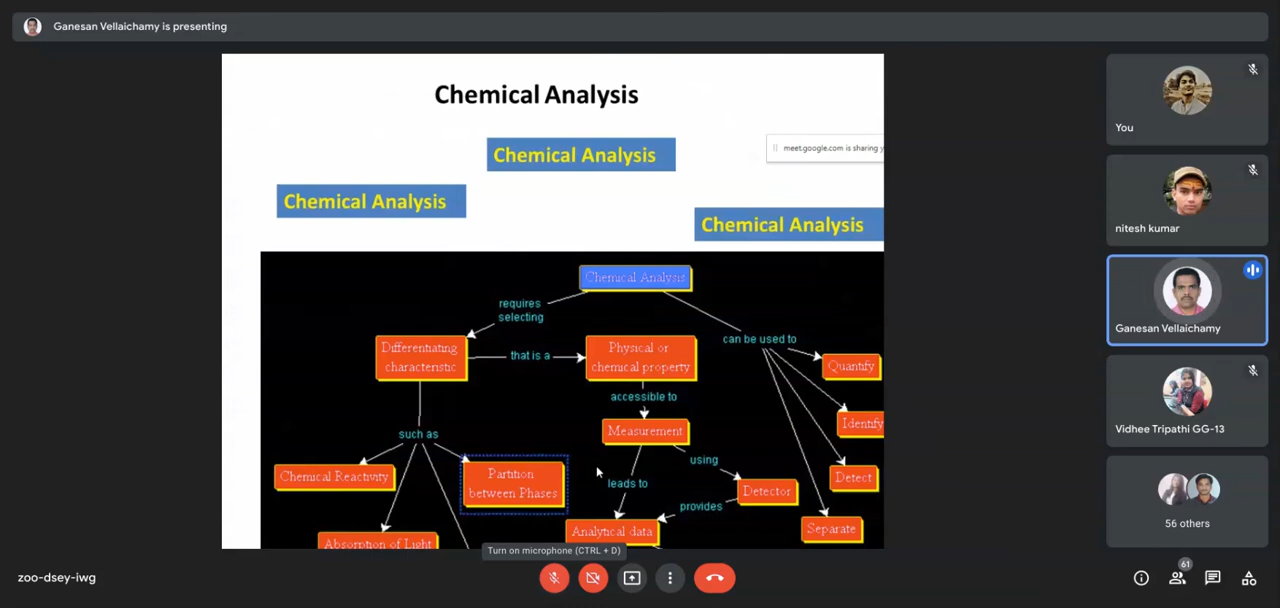 Ganesan Vellaichamy is presenting
Chemical Analysis
Chemical Analysis
meet.google.com is sharing y
Chemical Analysis
Chemical Analysis
Chemical Analysis
requires
selecting
can be used to
Differentiating
characteristic
that is a
Physical or
chemical property
Quantify
accessible to
Identify
such as
Measurement
using
Chemical Reactivity
Partition
between Phases
leads to
Detector
Detect
provides
Analytical data
Separate
Absorption of Light
Turn on microphone (CTRL + D)
You
nitesh kumar
Ganesan Vellaichamy
Vidhee Tripathi GG-13
56 others
zoo-dsey-iwg
61